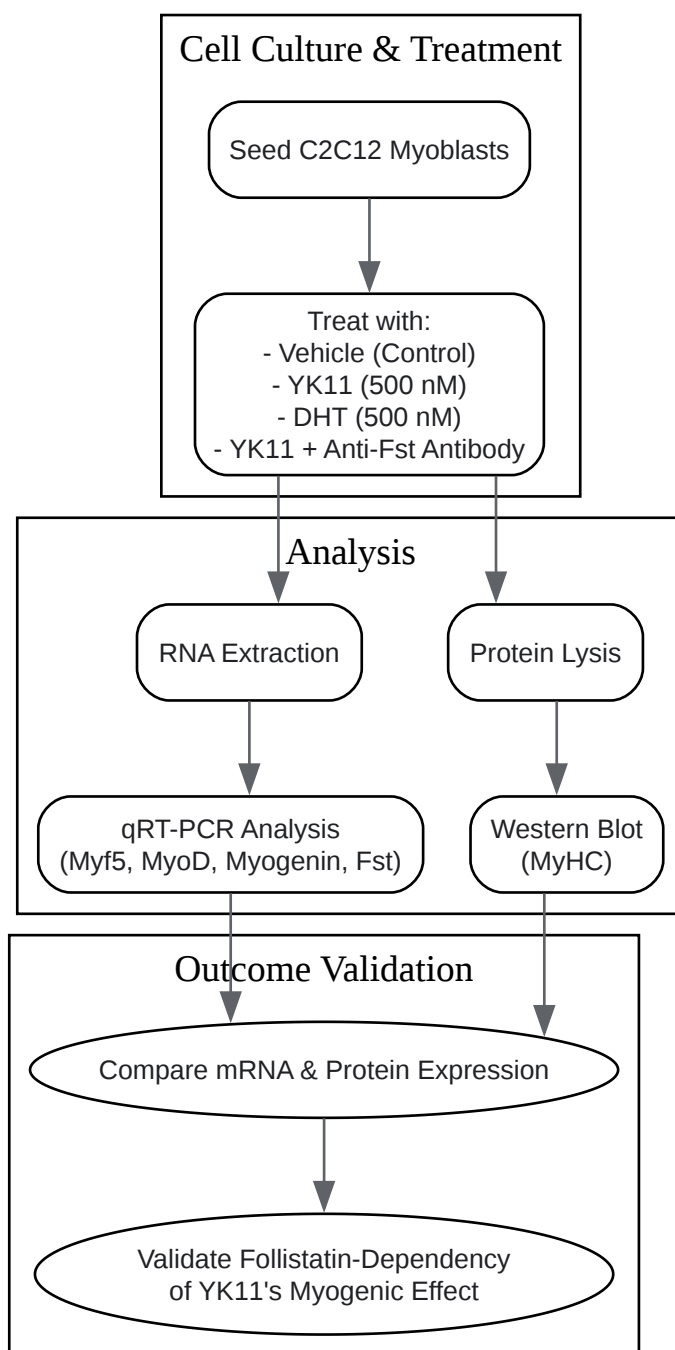 Cell Culture & Treatment
Seed C2C12 Myoblasts
Treat with:
- Vehicle (Control)
- YK11 (500 nM)
- DHT (500 nM)
- YK11 + Anti-Fst Antibody
Analysis
RNA Extraction
Protein Lysis
qRT-PCR Analysis
(Myf5, MyoD, Myogenin, Fst)
Western Blot
(MyHC)
Outcome Validation
Compare mRNA & Protein Expression
Validate Follistatin-Dependency
of YK11's Myogenic Effect